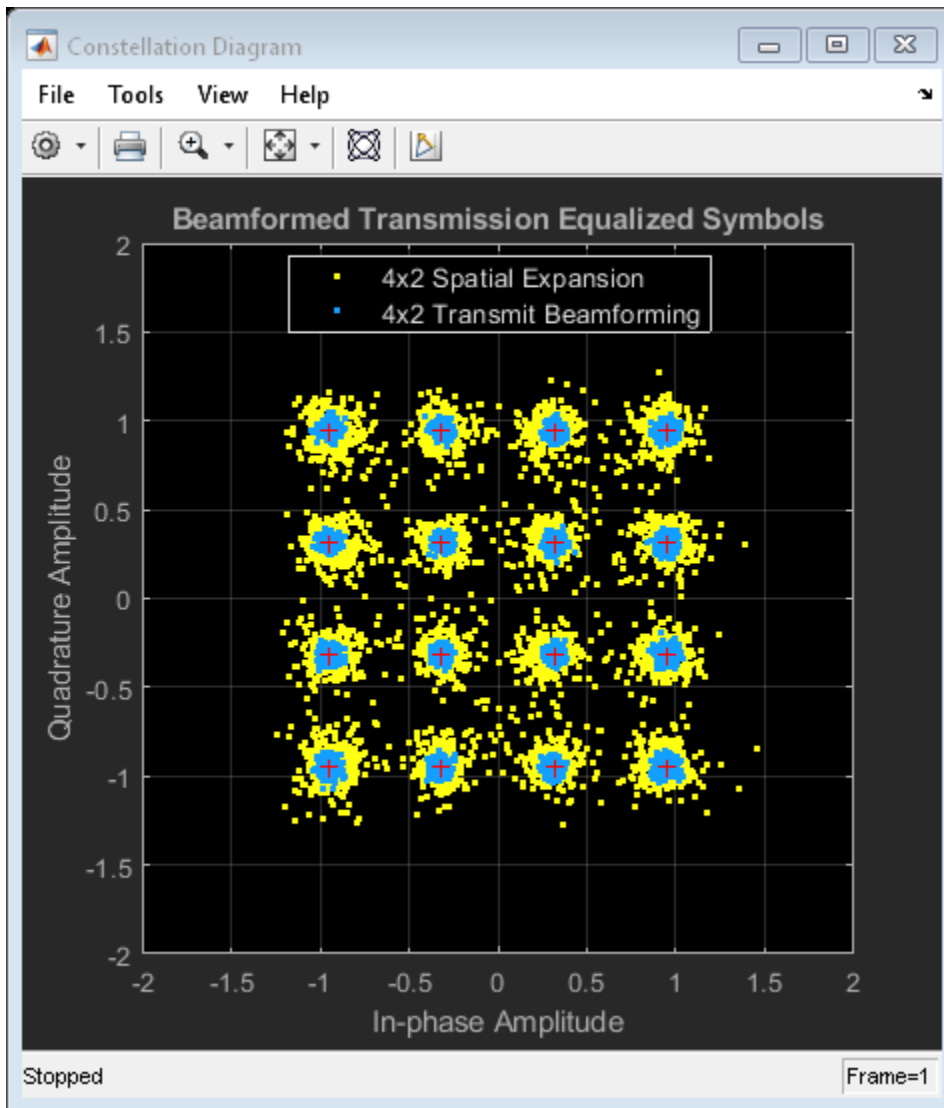 Constellation Diagram
File Tools View Help
Beamformed Transmission Equalized Symbols
4x2 Spatial Expansion
4x2 Transmit Beamforming
Quadrature Amplitude
2
1.5
1
0.5
0
-0.5
-1
-1.5
-2
-2 -1.5 -1 -0.5 0 0.5 1 1.5 2
In-phase Amplitude
Stopped Frame=1